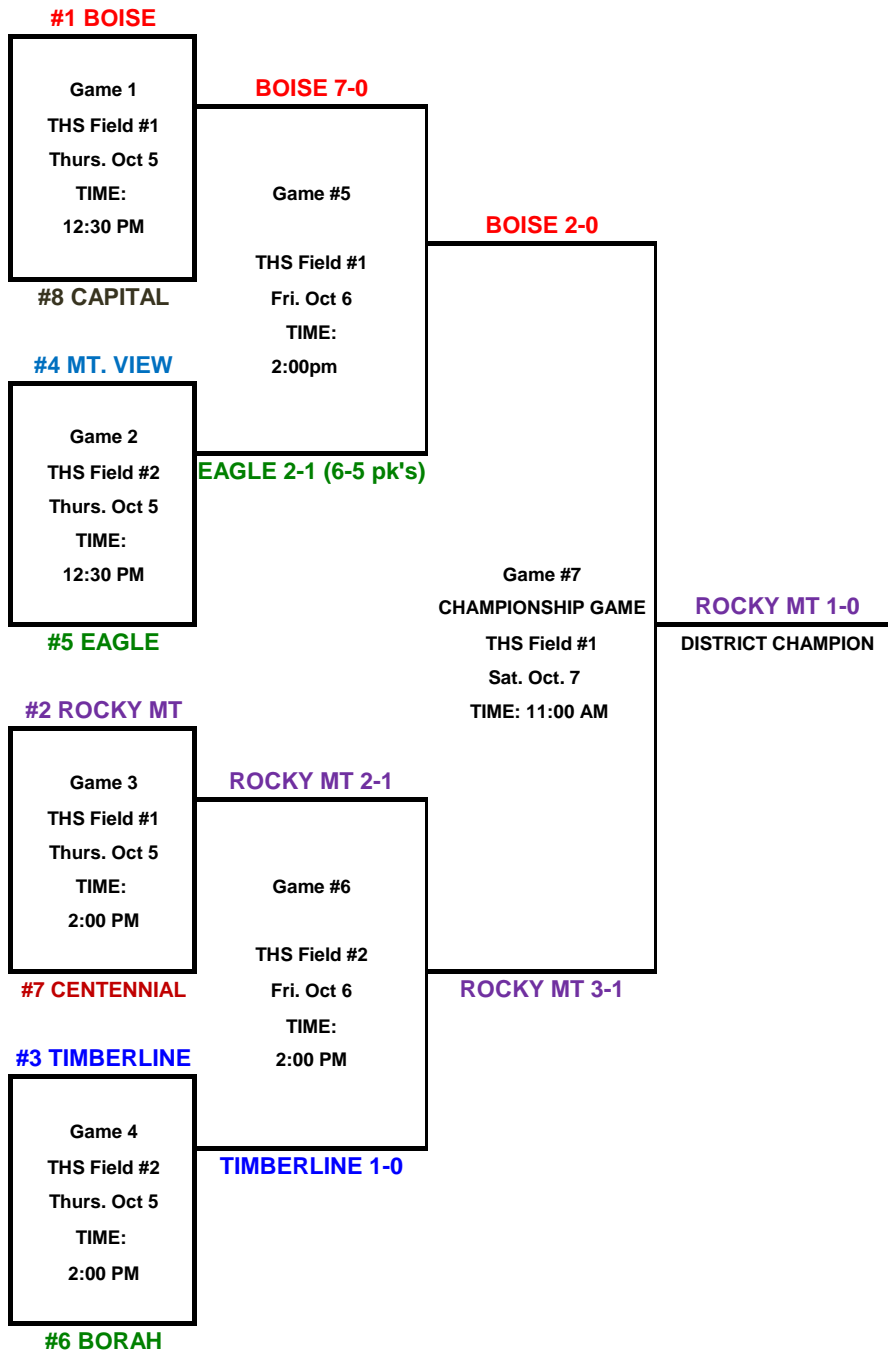 #1 BOISE
Game 1
THS Field #1
Thurs. Oct 5
TIME:
12:30 PM
#8 CAPITAL
BOISE 7-0
Game #5
THS Field #1
Fri. Oct 6
TIME:
2:00pm
BOISE 2-0
#4 MT. VIEW
Game 2
THS Field #2
Thurs. Oct 5
TIME:
12:30 PM
#5 EAGLE
EAGLE 2-1 (6-5 pk's)
Game #7
CHAMPIONSHIP GAME
THS Field #1
Sat. Oct. 7
TIME: 11:00 AM
ROCKY MT 1-0
DISTRICT CHAMPION
#2 ROCKY MT
Game 3
THS Field #1
Thurs. Oct 5
TIME:
2:00 PM
#7 CENTENNIAL
ROCKY MT 2-1
Game #6
THS Field #2
Fri. Oct 6
TIME:
2:00 PM
ROCKY MT 3-1
#3 TIMBERLINE
Game 4
THS Field #2
Thurs. Oct 5
TIME:
2:00 PM
#6 BORAH
TIMBERLINE 1-0